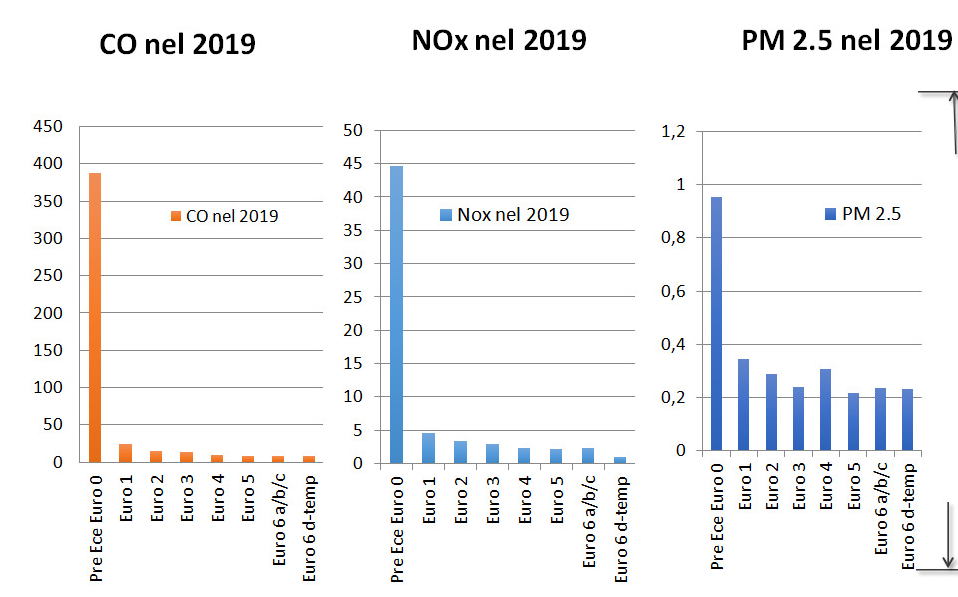 CO nel 2019
450
400
350
300
250
200
150
100
50
0
CO nel 2019
Pre Ece Euro 0
Euro 1
Euro 2
Euro 3
Euro 4
Euro 5
Euro 6 a/b/c
Euro 6 d-temp
NOx nel 2019
50
45
40
35
30
25
20
15
10
5
0
Nox nel 2019
Pre Ece Euro 0
Euro 1
Euro 2
Euro 3
Euro 4
Euro 5
Euro 6 a/b/c
Euro 6 d-temp
PM 2.5 nel 2019
1,2
1
0,8
0,6
0,4
0,2
0
PM 2.5
Pre Ece Euro 0
Euro 1
Euro 2
Euro 3
Euro 4
Euro 5
Euro 6 a/b/c
Euro 6 d-temp